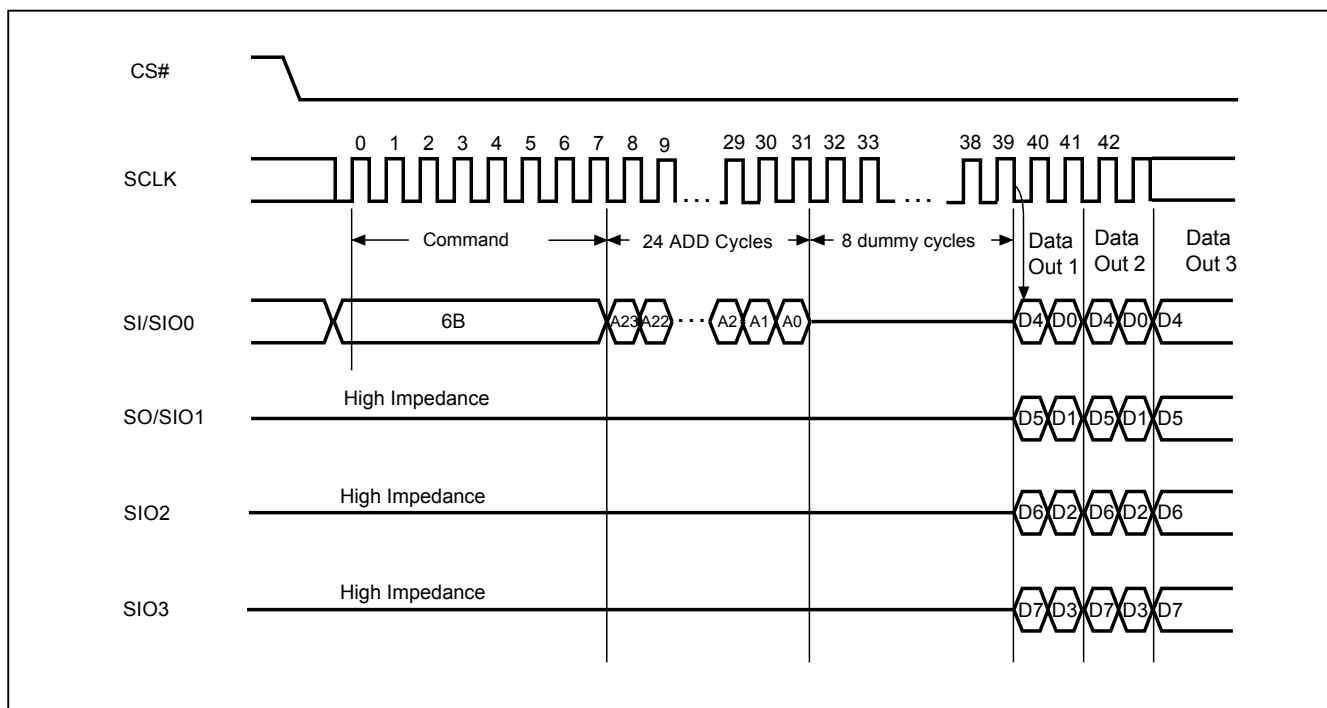 CS#
0 1 2 3 4 5 6 7 8 9 29 30 31 32 33 38 39 40 41 42
SCLK
Command 24 ADD Cycles 8 dummy cycles Data Out 1 Data Out 2 Data Out 3
SI/SIO0 6B A23 A22 A2 A1 A0 D4 D0 D4 D0 D4
High Impedance
SO/SIO1 D5 D1 D5 D1 D5
High Impedance
SIO2 D6 D2 D6 D2 D6
High Impedance
SIO3 D7 D3 D7 D3 D7